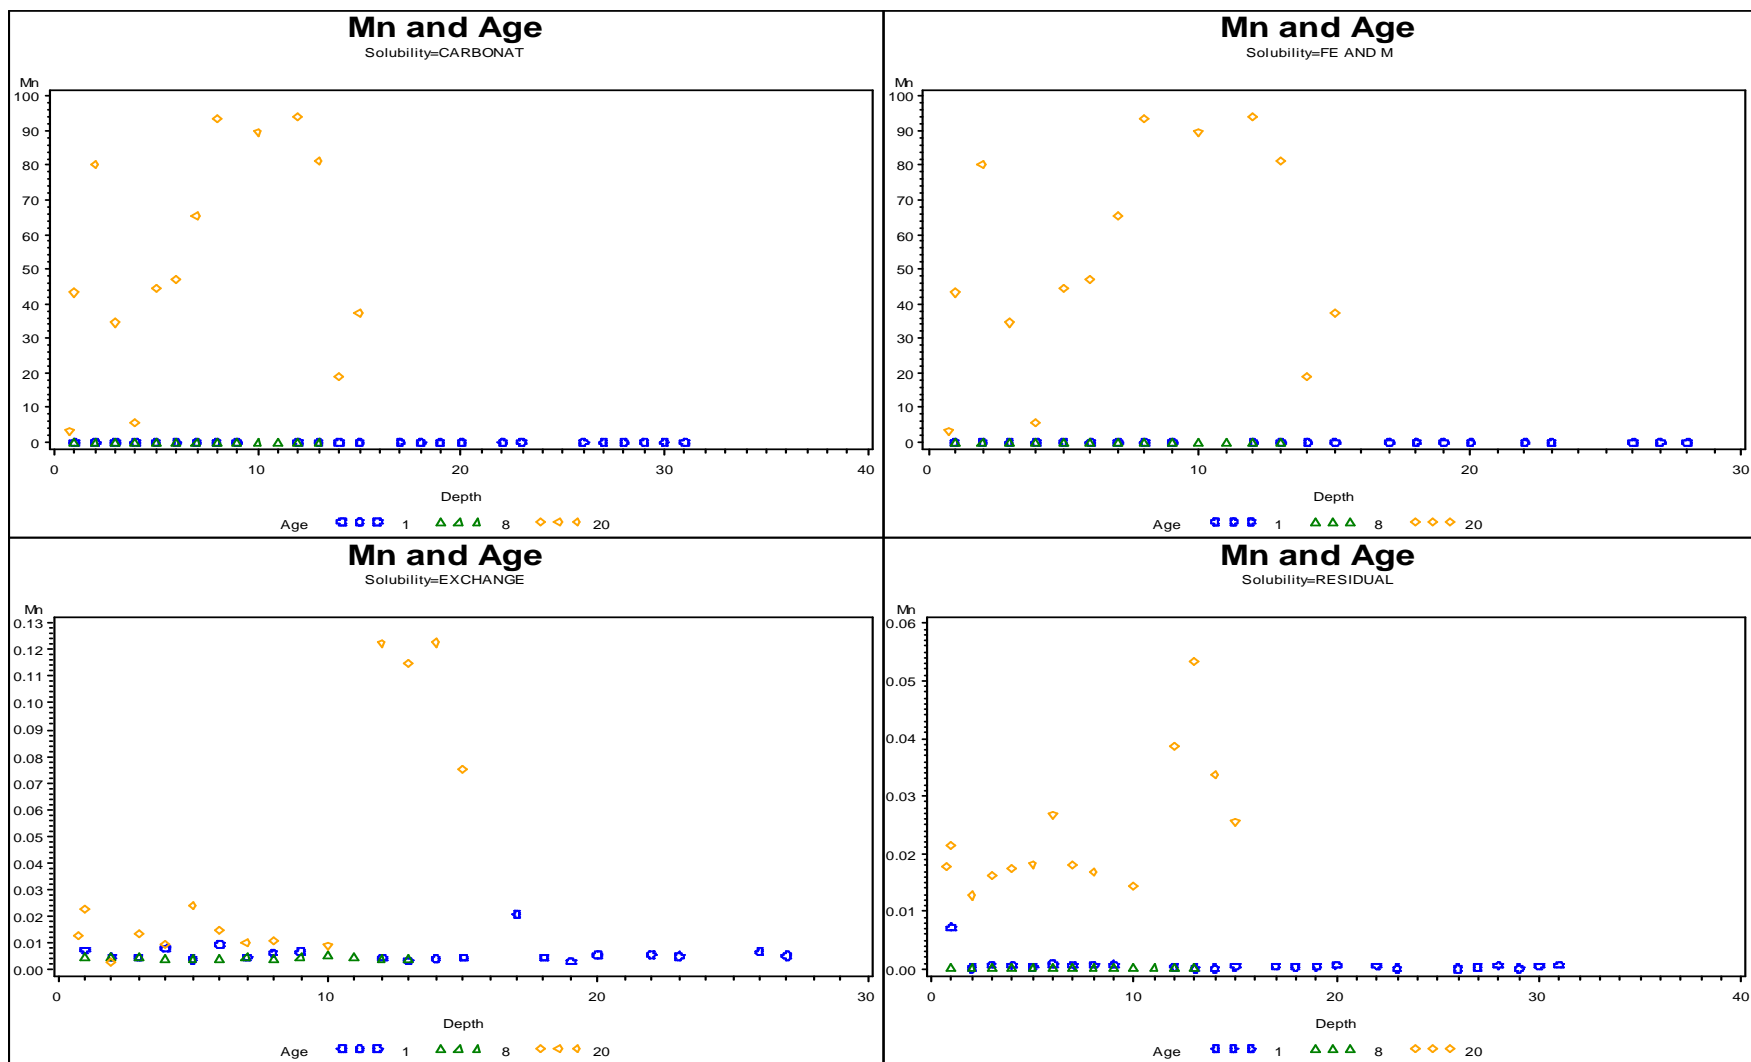 Mn and Age
Solubility=CARBONAT
Mn
100
90
80
70
60
50
40
30
20
10
0
0 10 20 30 40
Depth
Age 1 8 20
Mn and Age
Solubility=FE AND M
Mn
100
90
80
70
60
50
40
30
20
10
0
0 10 20 30
Depth
Age 1 8 20
Mn and Age
Solubility=EXCHANGE
Mn
0.13
0.12
0.11
0.10
0.09
0.08
0.07
0.06
0.05
0.04
0.03
0.02
0.01
0.00
0 10 20 30
Depth
Age 1 8 20
Mn and Age
Solubility=RESIDUAL
Mn
0.06
0.05
0.04
0.03
0.02
0.01
0.00
0 10 20 30 40
Depth
Age 1 8 20